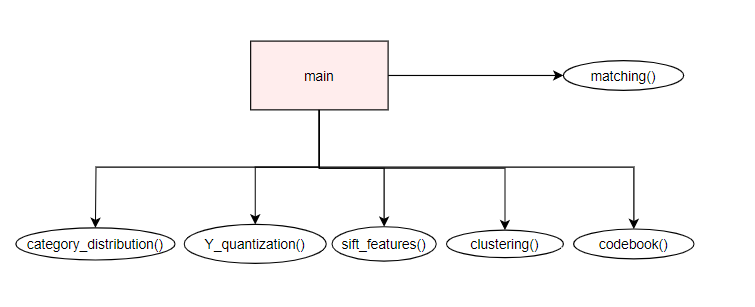 main
matching()
category_distribution()
Y_quantization()
sift_features()
clustering()
codebook()